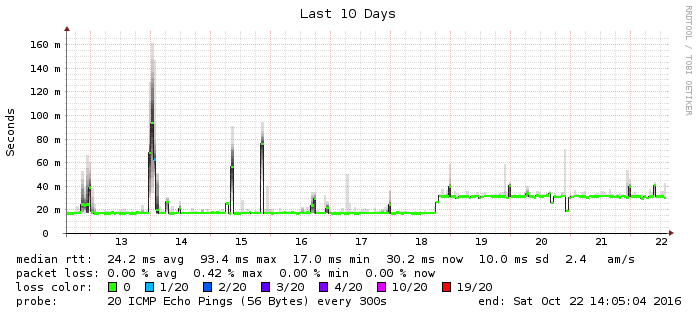 Last 10 Days
RRDTOOL / TOBI OETIKER
Seconds
160 m
140 m
120 m
100 m
80 m
60 m
40 m
20 m
0
13 14 15 16 17 18 19 20 21 22
median rtt: 24.2 ms avg 93.4 ms max 17.0 ms min 30.2 ms now 10.0 ms sd 2.4 am/s
packet loss: 0.00 % avg 0.42 % max 0.00 % min 0.00 % now
loss color: 0 1/20 2/20 3/20 4/20 10/20 19/20
probe: 20 ICMP Echo Pings (56 Bytes) every 300s end: Sat Oct 22 14:05:04 2016